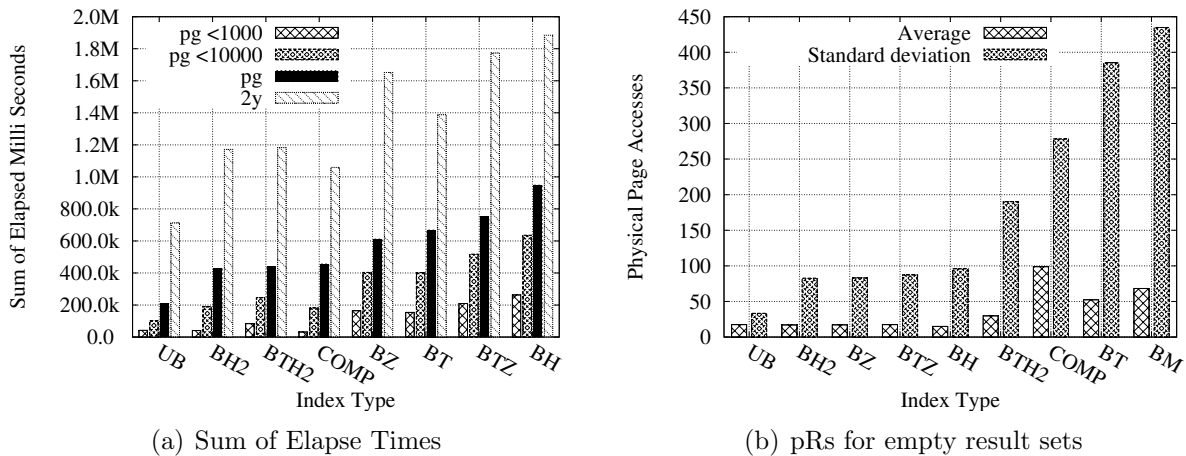 Sum of Elapsed Milli Seconds
2.0M
1.8M
1.6M
1.4M
1.2M
1.0M
800.0k
600.0k
400.0k
200.0k
0.0
pg <1000
pg <10000
pg
2y
UB
BH2
BTH2
COMP
BZ
BT
BTZ
BH
Index Type
(a) Sum of Elapse Times
Physical Page Accesses
450
400
350
300
250
200
150
100
50
0
Average
Standard deviation
UB
BH2
BZ
BTZ
BH
BTH2
COMP
BT
BM
Index Type
(b) pRs for empty result sets